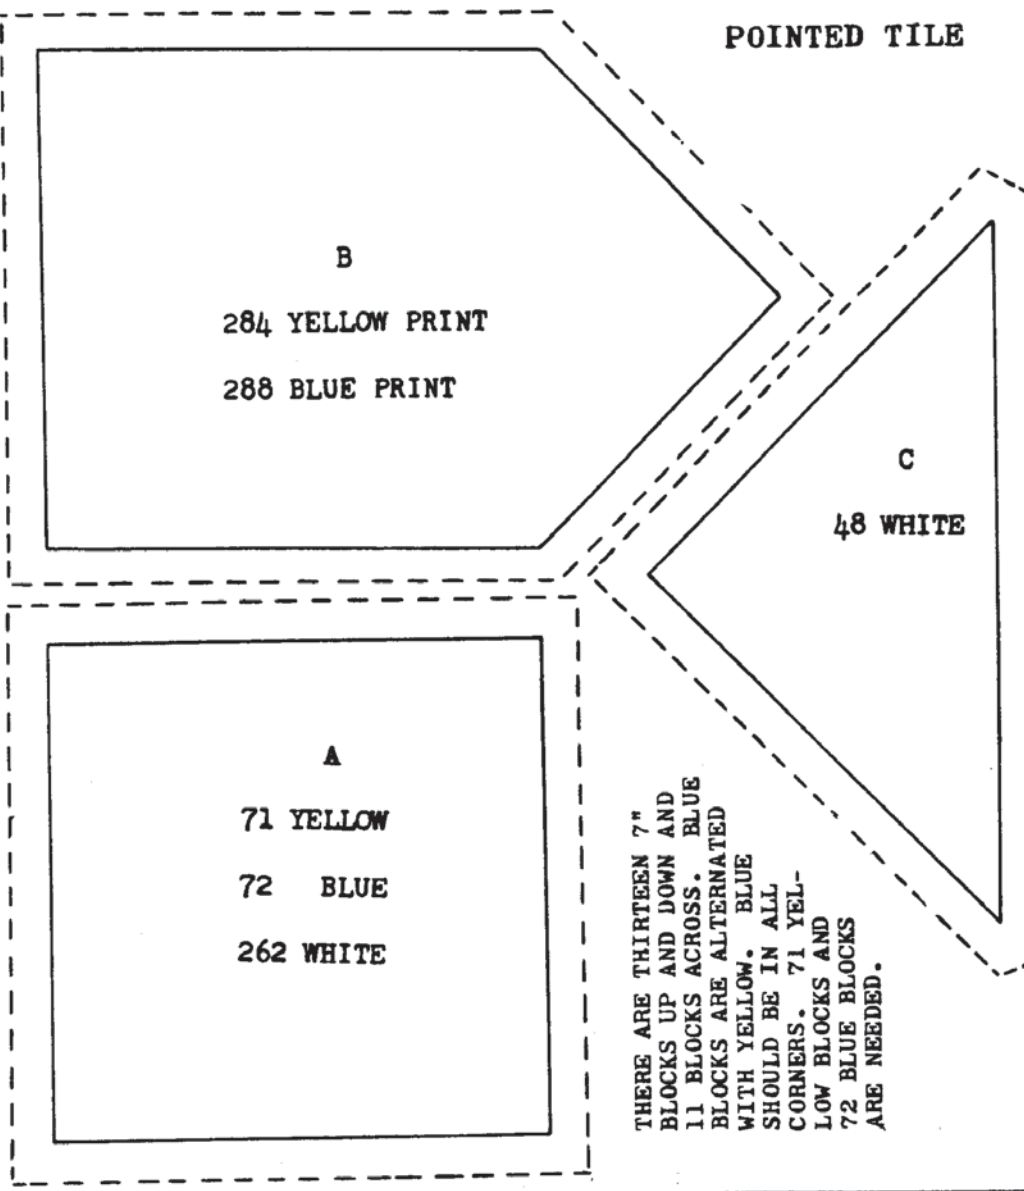 POINTED TILE
B
284 YELLOW PRINT
288 BLUE PRINT
C
48 WHITE
A
71 YELLOW
72 BLUE
262 WHITE
THERE ARE THIRTEEN 7"
BLOCKS UP AND DOWN AND
11 BLOCKS ACROSS. BLUE
BLOCKS ARE ALTERNATED
WITH YELLOW. BLUE
SHOULD BE IN ALL
CORNERS. 71 YEL-
LOW BLOCKS AND
72 BLUE BLOCKS
ARE NEEDED.